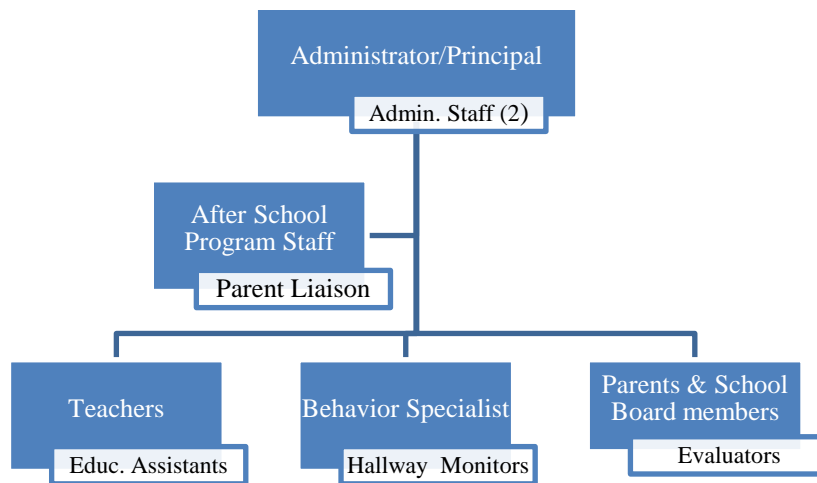 Administrator/Principal
Admin. Staff (2)
After School
Program Staff
Parent Liaison
Teachers
Educ. Assistants
Behavior Specialist
Hallway  Monitors
Parents & School
Board members
Evaluators